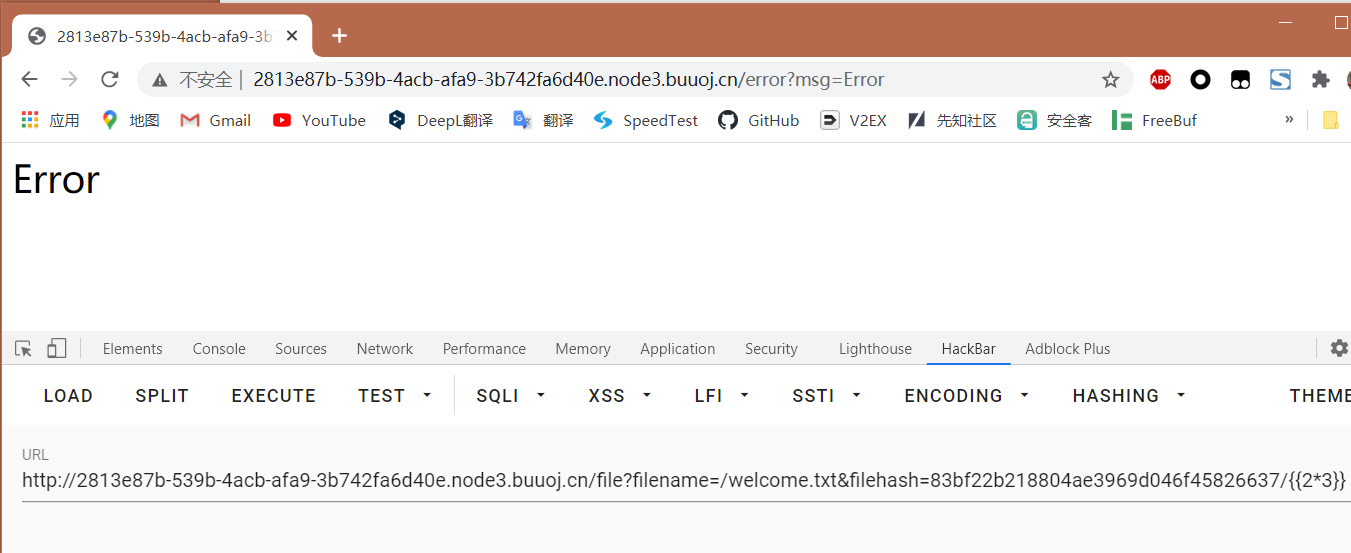 2813e87b-539b-4acb-afa9-3b7
不安全 | 2813e87b-539b-4acb-afa9-3b742fa6d40e.node3.buuoj.cn/error?msg=Error
应用 地图 Gmail YouTube DeepL翻译 翻译 SpeedTest GitHub V2EX 先知社区 安全客 FreeBuf »
Error
Elements Console Sources Network Performance Memory Application Security Lighthouse HackBar Adblock Plus
LOAD SPLIT EXECUTE TEST SQLI XSS LFI SSTI ENCODING HASHING THEME
URL
http://2813e87b-539b-4acb-afa9-3b742fa6d40e.node3.buuoj.cn/file?filename=/welcome.txt&filehash=83bf22b218804ae3969d046f45826637/{{2*3}}